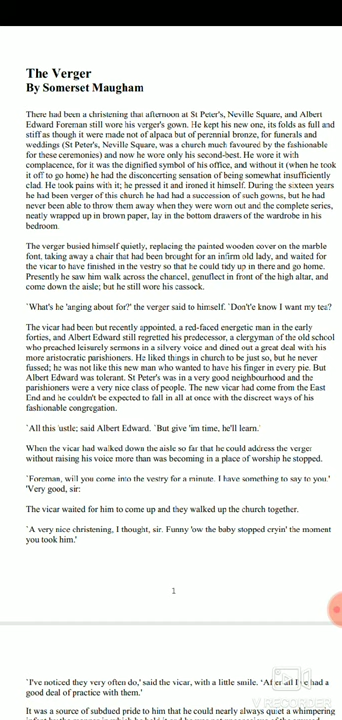 The Verger
By Somerset Maugham
There had been a christening that afternoon at St Peter's, Neville Square, and Albert
Edward Foreman still wore his verger's gown. He kept his new one, its folds as full and
stiff as though it were made not of alpaca but of perennial bronze, for funerals and
weddings (St Peter's, Neville Square, was a church much favoured by the fashionable
for these ceremonies) and now he wore only his second-best. He wore it with
complacence, for it was the dignified symbol of his office, and without it (when he took
it off to go home) he had the disconcerting sensation of being somewhat insufficiently
clad. He took pains with it; he pressed it and ironed it himself. During the sixteen years
he had been verger of this church he had had a succession of such gowns, but he had
never been able to throw them away when they were worn out and the complete series,
neatly wrapped up in brown paper, lay in the bottom drawers of the wardrobe in his
bedroom.
The verger busied himself quietly, replacing the painted wooden cover on the marble
font, taking away a chair that had been brought for an infirm old lady, and waited for
the vicar to have finished in the vestry so that he could tidy up in there and go home.
Presently he saw him walk across the chancel, genuflect in front of the high altar, and
come down the aisle; but he still wore his cassock.
`What's he 'anging about for?' the verger said to himself. `Don't'e know I want my tea?
The vicar had been but recently appointed, a red-faced energetic man in the early
forties, and Albert Edward still regretted his predecessor, a clergyman of the old school
who preached leisurely sermons in a silvery voice and dined out a great deal with his
more aristocratic parishioners. He liked things in church to be just so, but he never
fussed; he was not like this new man who wanted to have his finger in every pie. But
Albert Edward was tolerant. St Peter's was in a very good neighbourhood and the
parishioners were a very nice class of people. The new vicar had come from the East
End and he couldn't be expected to fall in all at once with the discreet ways of his
fashionable congregation.
`All this 'ustle; said Albert Edward. `But give 'im time, he'll learn.'
When the vicar had walked down the aisle so far that he could address the verger
without raising his voice more than was becoming in a place of worship he stopped.
`Foreman, will you come into the vestry for a minute. I have something to say to you.'
'Very good, sir:
The vicar waited for him to come up and they walked up the church together.
`A very nice christening, I thought, sir. Funny 'ow the baby stopped cryin' the moment
you took him.'
1
`I've noticed they very often do,' said the vicar, with a little smile. 'After all I've had a
good deal of practice with them.'
It was a source of subdued pride to him that he could nearly always quiet a whimpering
V RECORDER